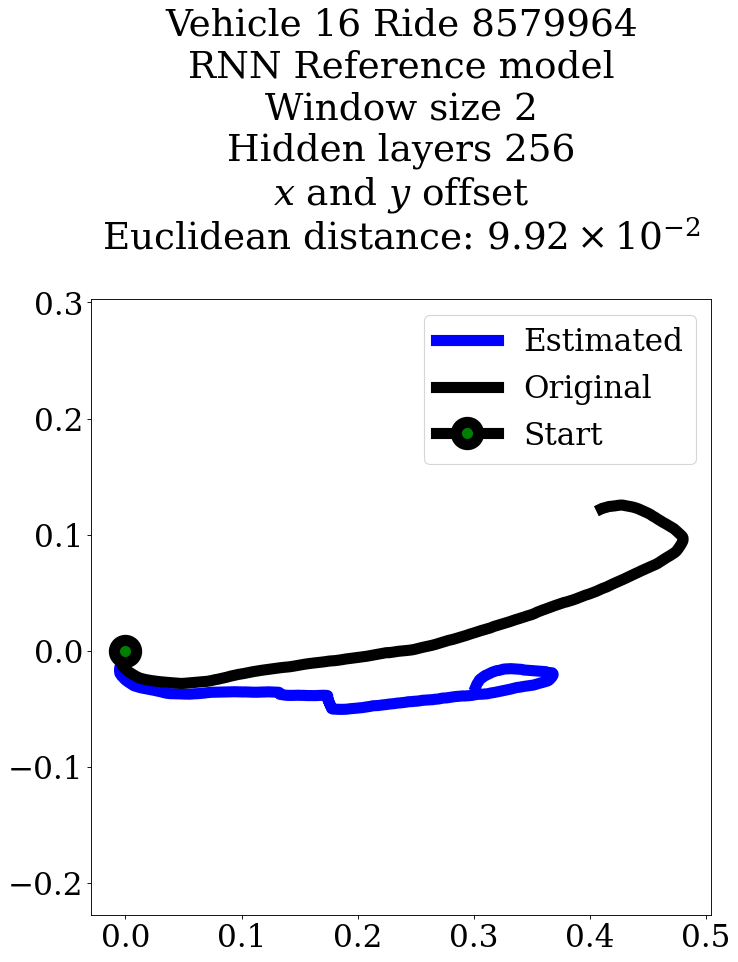 Vehicle 16 Ride 8579964
RNN Reference model
Window size 2
Hidden layers 256
x and y offset
Euclidean distance: 9.92 × 10⁻²
0.3
0.2
0.1
0.0
−0.1
−0.2
Estimated
Original
Start
0.0 0.1 0.2 0.3 0.4 0.5